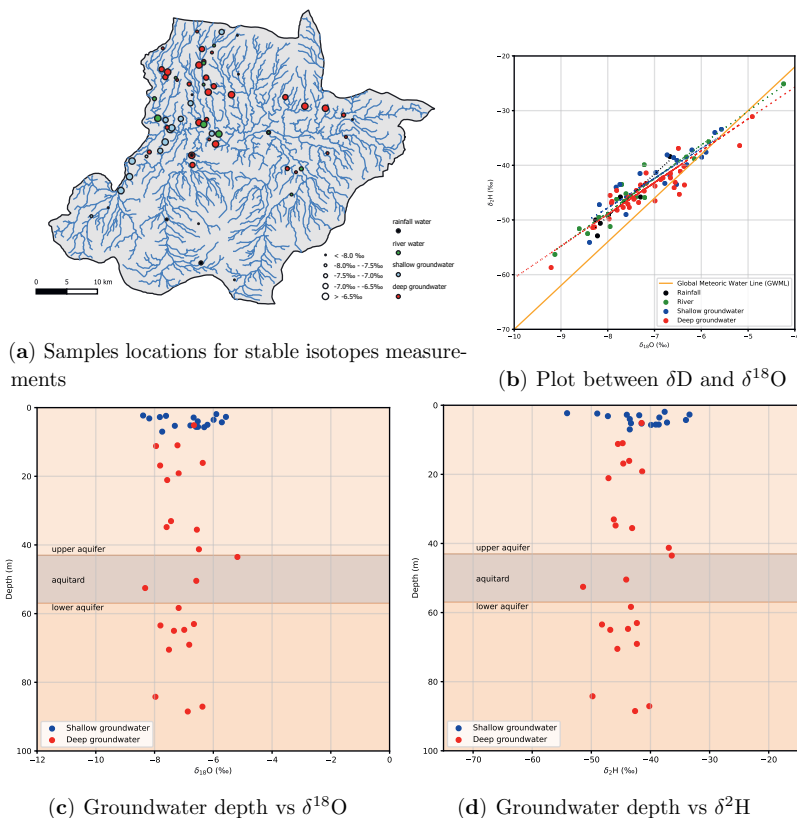 rainfall water
river water
shallow groundwater
deep groundwater
< -8.0 ‰
-8.0‰ - -7.5‰
-7.5‰ - -7.0‰
-7.0‰ - -6.5‰
> -6.5‰
0 5 10 km
(a) Samples locations for stable isotopes measure-
ments
−20
−30
−40
−50
−60
−70
δ₂H (‰)
Global Meteoric Water Line (GWML)
Rainfall
River
Shallow groundwater
Deep groundwater
−10 −9 −8 −7 −6 −5 −4
δ₁₈O (‰)
(b) Plot between δD and δ¹⁸O
0
20
40
60
80
100
Depth (m)
upper aquifer
aquitard
lower aquifer
Shallow groundwater
Deep groundwater
−12 −10 −8 −6 −4 −2 0
δ₁₈O (‰)
(c) Groundwater depth vs δ¹⁸O
0
20
40
60
80
100
Depth (m)
upper aquifer
aquitard
lower aquifer
Shallow groundwater
Deep groundwater
−70 −60 −50 −40 −30 −20
δ₂H (‰)
(d) Groundwater depth vs δ²H